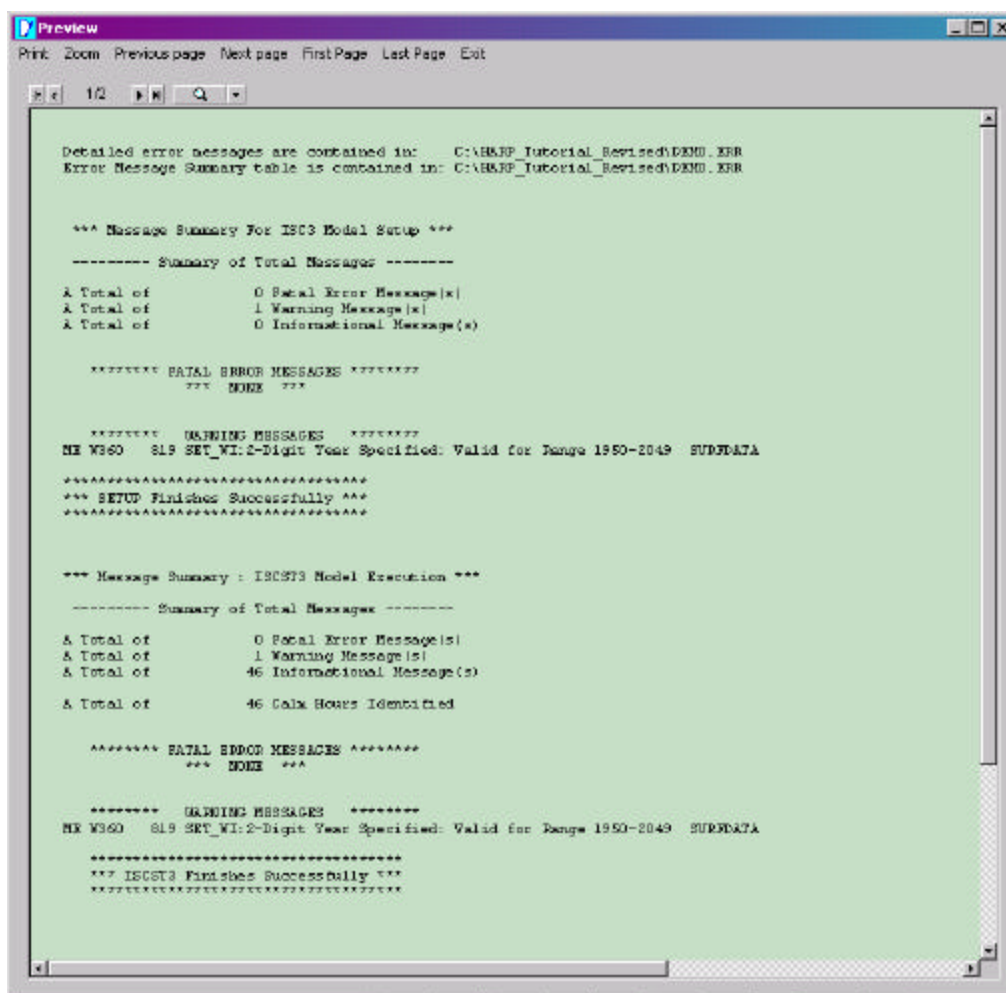 Preview
Print Zoom Previous page Next page First Page Last Page Exit
1/2
Detailed error messages are contained in: C:\HARP_Tutorial_Revised\DEMO.ERR
Error Message Summary table is contained in: C:\HARP_Tutorial_Revised\DEMO.ERR
*** Message Summary For ISC3 Model Setup ***
--------- Summary of Total Messages --------
A Total of 0 Fatal Error Message(s)
A Total of 1 Warning Message(s)
A Total of 0 Informational Message(s)
******** FATAL ERROR MESSAGES ********
*** NONE ***
******** WARNING MESSAGES ********
MX W360 819 SET_WI:2-Digit Year Specified: Valid for Range 1950-2049 SURFDATA
***********************************
*** SETUP Finishes Successfully ***
***********************************
*** Message Summary : ISCST3 Model Execution ***
--------- Summary of Total Messages --------
A Total of 0 Fatal Error Message(s)
A Total of 1 Warning Message(s)
A Total of 46 Informational Message(s)
A Total of 46 Calm Hours Identified
******** FATAL ERROR MESSAGES ********
*** NONE ***
******** WARNING MESSAGES ********
MX W360 819 SET_WI:2-Digit Year Specified: Valid for Range 1950-2049 SURFDATA
************************************
*** ISCST3 Finishes Successfully ***
************************************